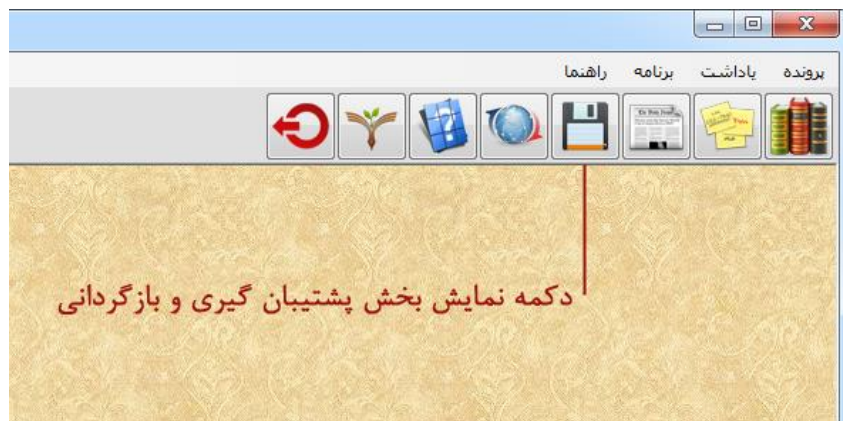 پرونده یاداشت برنامه راهنما
دکمه نمایش بخش پشتیبان گیری و بازگردانی